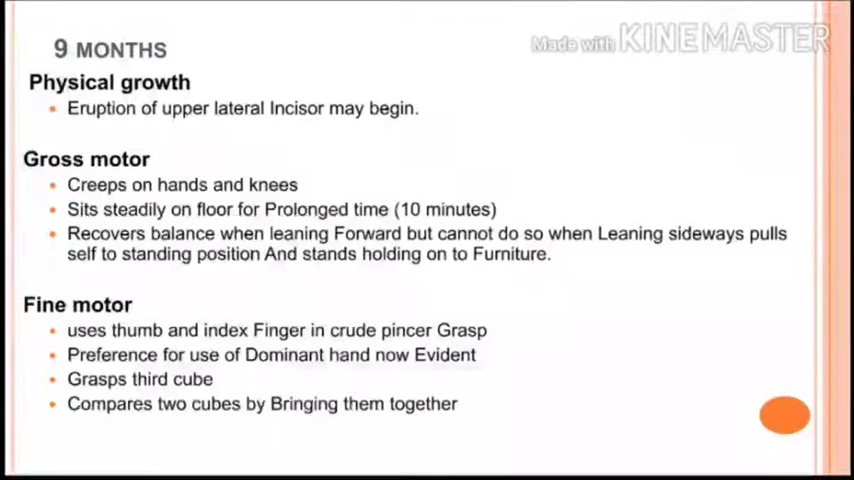 9 MONTHS
Made with KINEMASTER
Physical growth
• Eruption of upper lateral Incisor may begin.
Gross motor
• Creeps on hands and knees
• Sits steadily on floor for Prolonged time (10 minutes)
• Recovers balance when leaning Forward but cannot do so when Leaning sideways pulls
self to standing position And stands holding on to Furniture.
Fine motor
• uses thumb and index Finger in crude pincer Grasp
• Preference for use of Dominant hand now Evident
• Grasps third cube
• Compares two cubes by Bringing them together